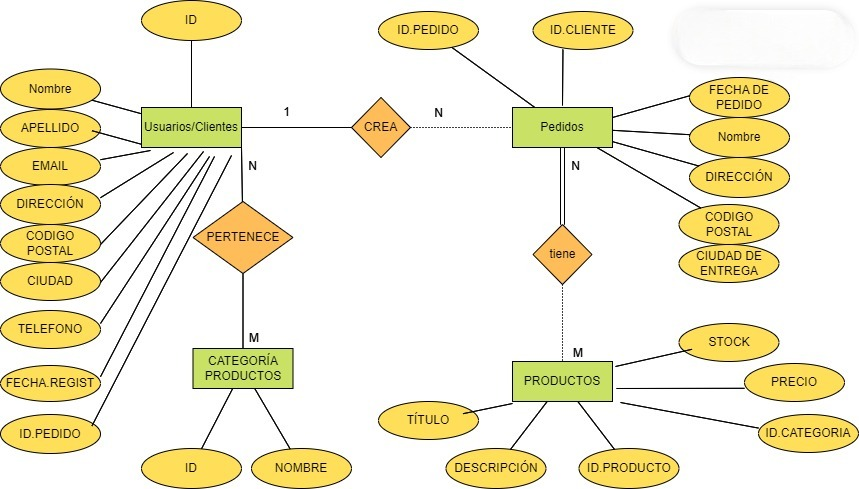 ID
ID.PEDIDO
ID.CLIENTE
Nombre
APELLIDO
EMAIL
DIRECCIÓN
CODIGO
POSTAL
CIUDAD
TELEFONO
FECHA.REGIST
ID.PEDIDO
Usuarios/Clientes
1
CREA
N
Pedidos
FECHA DE
PEDIDO
Nombre
DIRECCIÓN
CODIGO
POSTAL
CIUDAD DE
ENTREGA
N
PERTENECE
M
CATEGORÍA
PRODUCTOS
ID
NOMBRE
N
tiene
M
PRODUCTOS
STOCK
PRECIO
ID.CATEGORIA
TÍTULO
DESCRIPCIÓN
ID.PRODUCTO